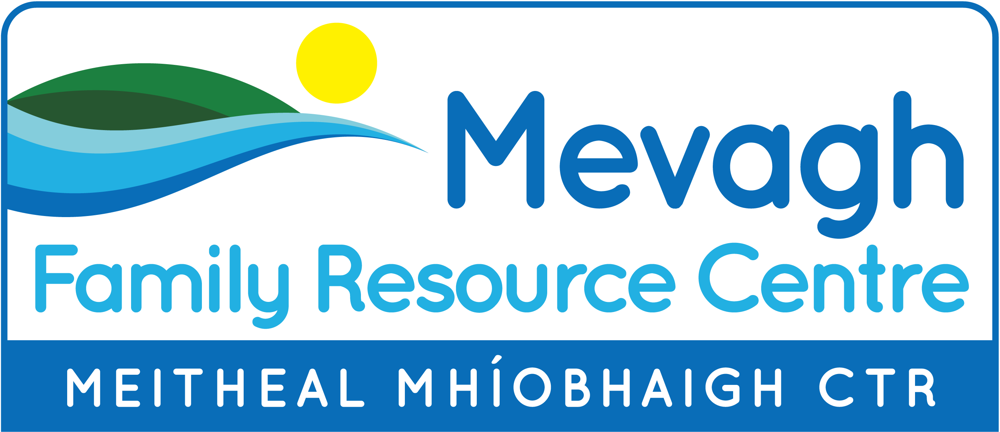 Mevagh
Family Resource Centre
MEITHEAL MHÍOBHAIGH CTR